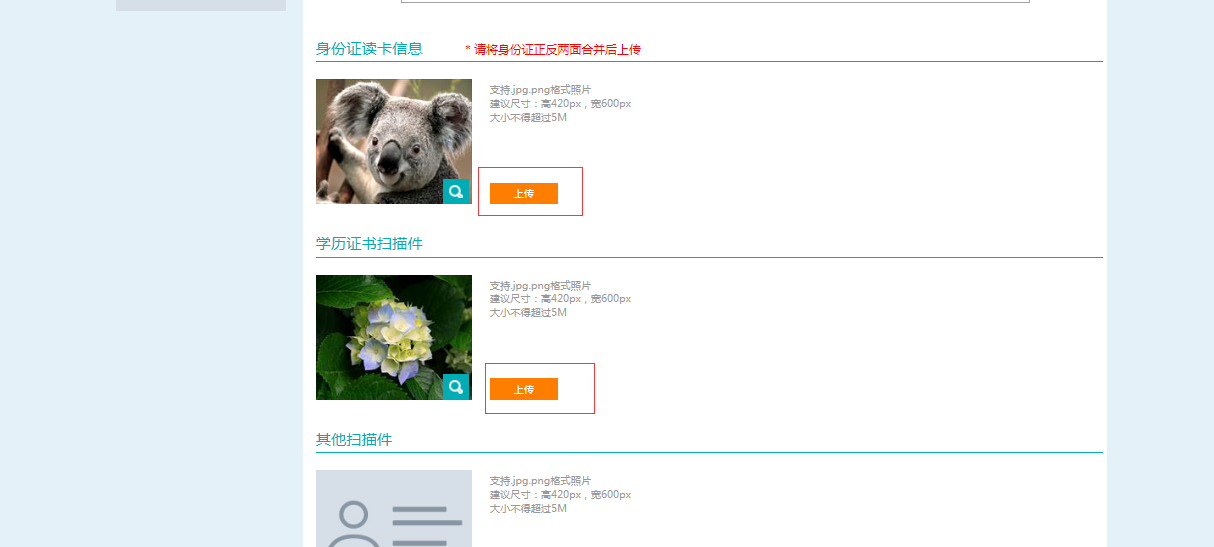 身份证读卡信息
* 请将身份证正反两面合并后上传
支持.jpg.png格式照片
建议尺寸：高420px，宽600px
大小不得超过5M
上传
学历证书扫描件
支持.jpg.png格式照片
建议尺寸：高420px，宽600px
大小不得超过5M
上传
其他扫描件
支持.jpg.png格式照片
建议尺寸：高420px，宽600px
大小不得超过5M